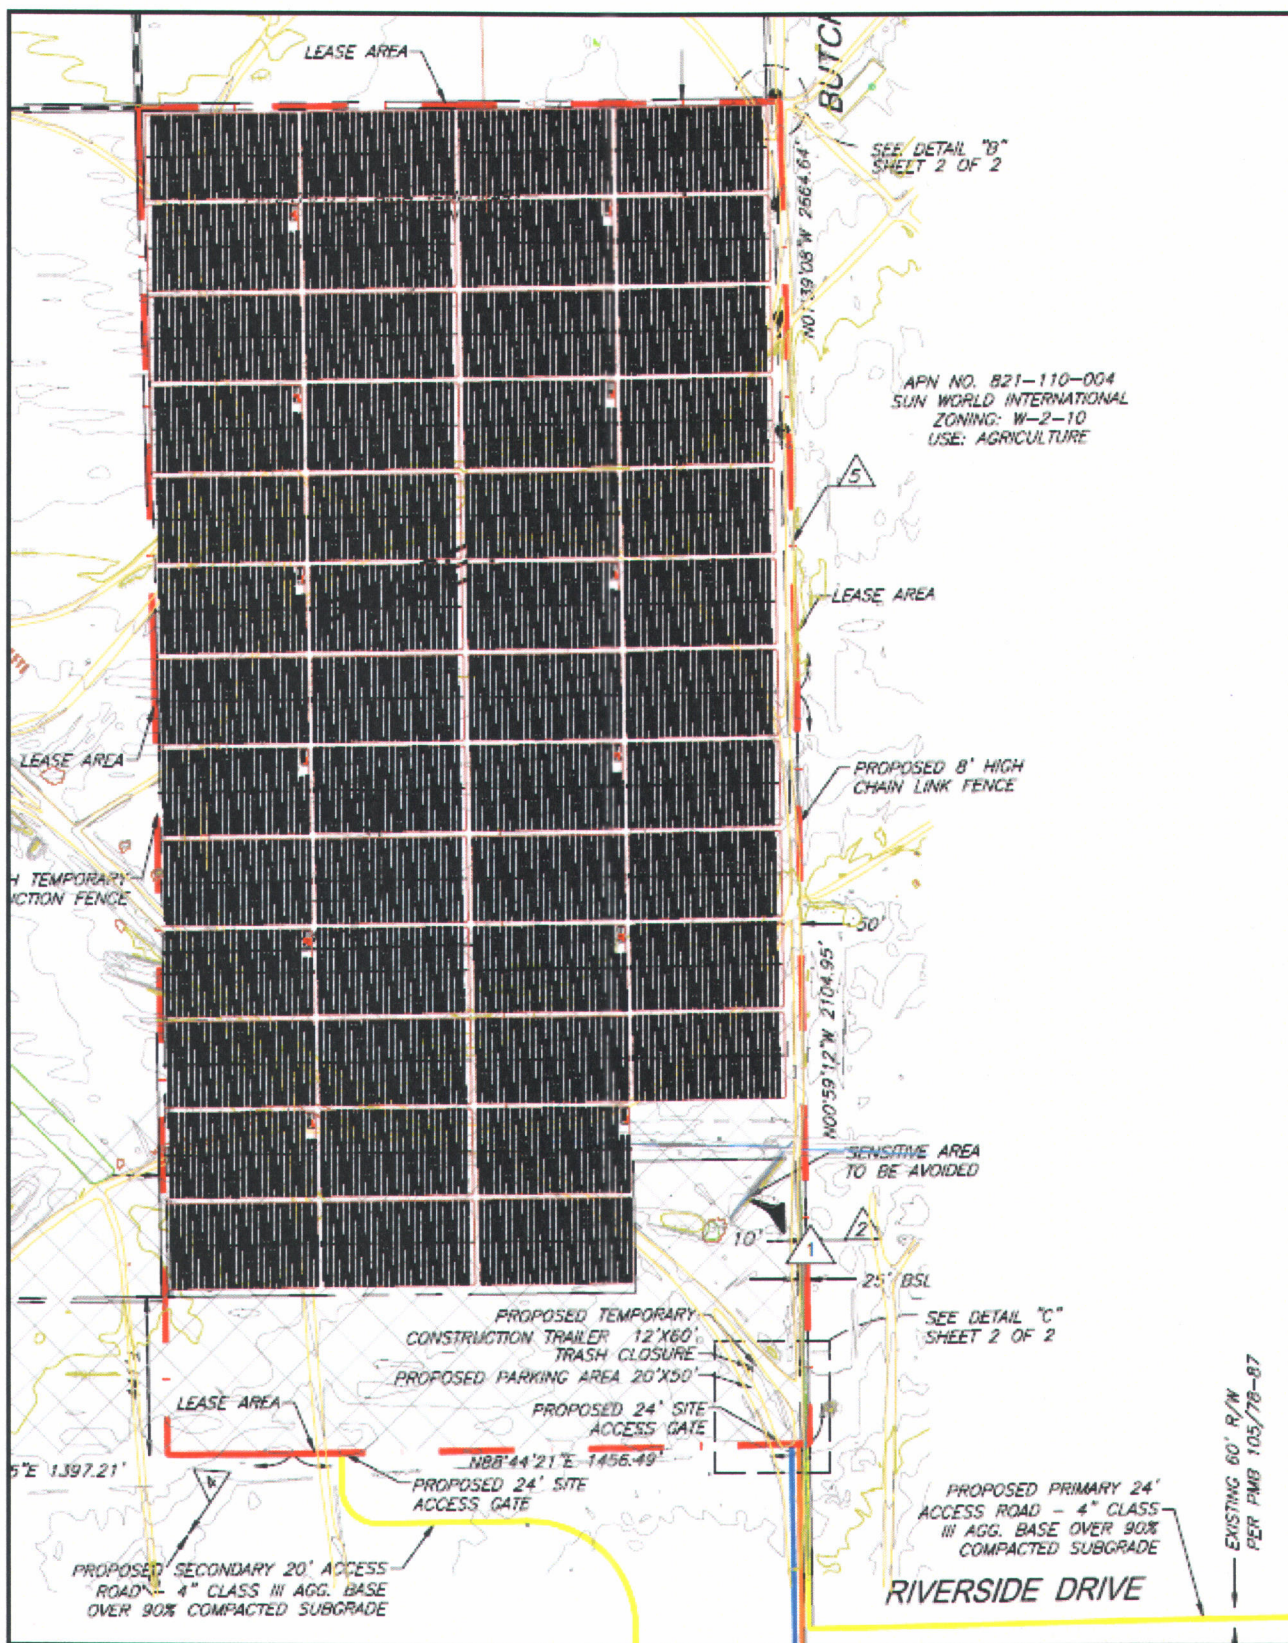 LEASE AREA
BUTCH
SEE DETAIL "B"
SHEET 2 OF 2
N01°39'08"W 2664.64'
APN NO. 821-110-004
SUN WORLD INTERNATIONAL
ZONING: W-2-10
USE: AGRICULTURE
5
LEASE AREA
LEASE AREA
PROPOSED 8' HIGH
CHAIN LINK FENCE
H TEMPORARY
UCTION FENCE
50'
N00°59'12"W 2104.95'
SENSITIVE AREA
TO BE AVOIDED
10'
2
1
25' BSL
PROPOSED TEMPORARY
CONSTRUCTION TRAILER 12'X60'
TRASH CLOSURE
PROPOSED PARKING AREA 20'X50'
SEE DETAIL "C"
SHEET 2 OF 2
LEASE AREA
PROPOSED 24' SITE
ACCESS GATE
N88°44'21"E 1456.49'
5"E 1397.21'
4
PROPOSED 24' SITE
ACCESS GATE
PROPOSED SECONDARY 20' ACCESS
ROAD - 4" CLASS III AGG. BASE
OVER 90% COMPACTED SUBGRADE
PROPOSED PRIMARY 24'
ACCESS ROAD - 4" CLASS
III AGG. BASE OVER 90%
COMPACTED SUBGRADE
RIVERSIDE DRIVE
EXISTING 60' R/W
PER PMB 105/78-87